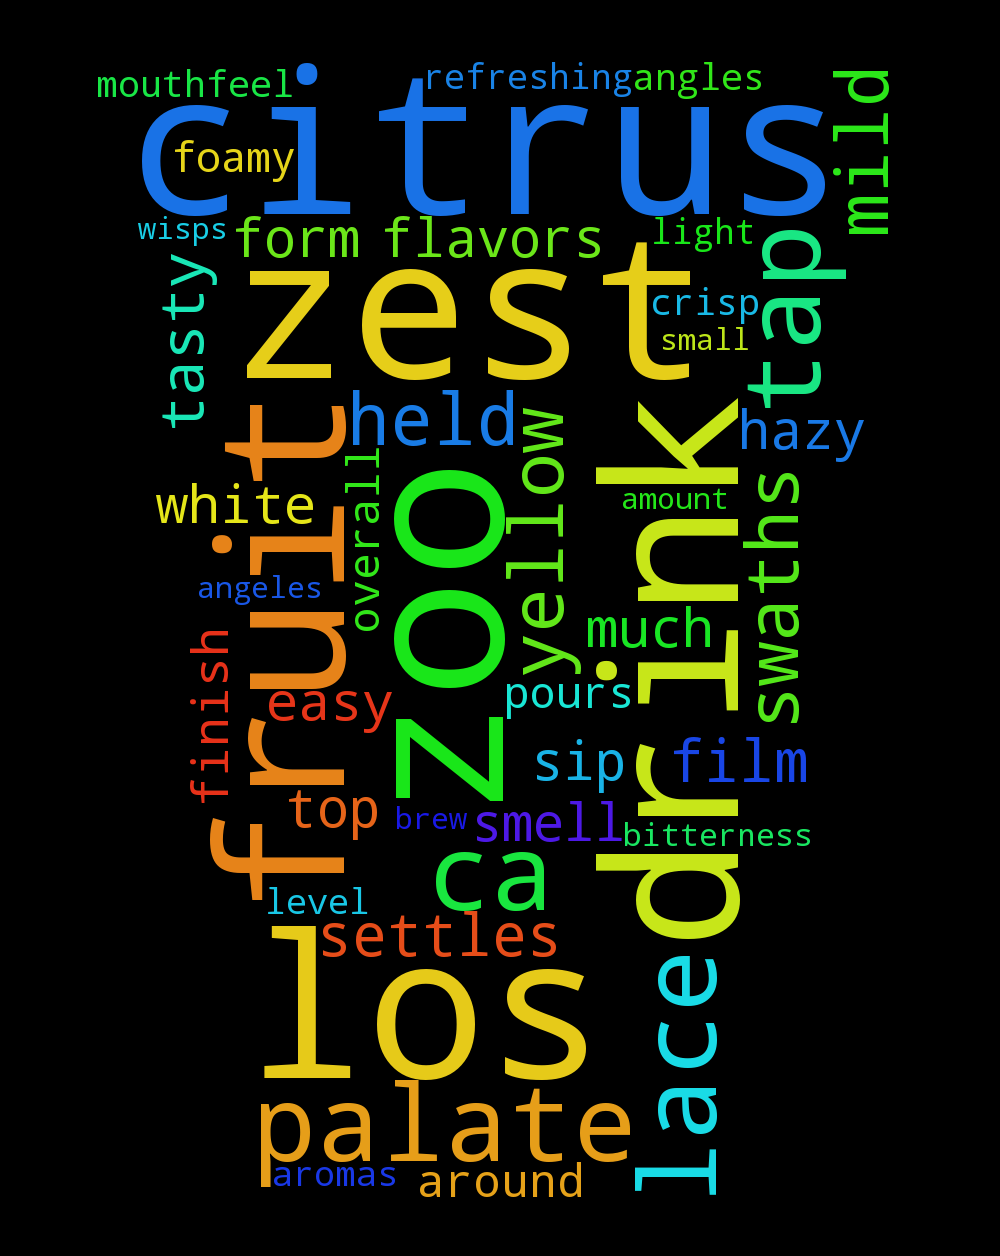 mouthfeel
refreshing
angles
citrus
mild
foamy
wisps
form
flavors
light
tap
tasty
zest
crisp
small
held
fruit
yellow
drink
hazy
white
overall
zoo
amount
swaths
angeles
much
finish
easy
pours
sip
film
top
brew
smell
bitterness
ca
level
settles
los
lace
palate
aromas
around